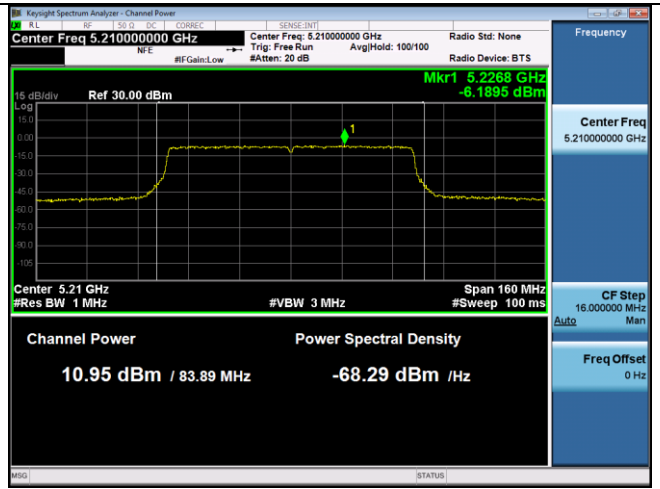 Keysight Spectrum Analyzer - Channel Power
RL RF 50 Ω DC CORREC SENSE:INT
Center Freq 5.210000000 GHz
NFE
#IFGain:Low
Center Freq: 5.210000000 GHz
Trig: Free Run Avg|Hold: 100/100
#Atten: 20 dB
Radio Std: None
Radio Device: BTS
Frequency
Mkr1 5.2268 GHz
-6.1895 dBm
15 dB/div Ref 30.00 dBm
Log
15.0
0.00
-15.0
-30.0
-45.0
-60.0
-75.0
-90.0
-105
1
Center 5.21 GHz Span 160 MHz
#Res BW 1 MHz #VBW 3 MHz #Sweep 100 ms
Channel Power Power Spectral Density
10.95 dBm / 83.89 MHz -68.29 dBm /Hz
Center Freq
5.210000000 GHz
CF Step
16.000000 MHz
Auto Man
Freq Offset
0 Hz
MSG STATUS